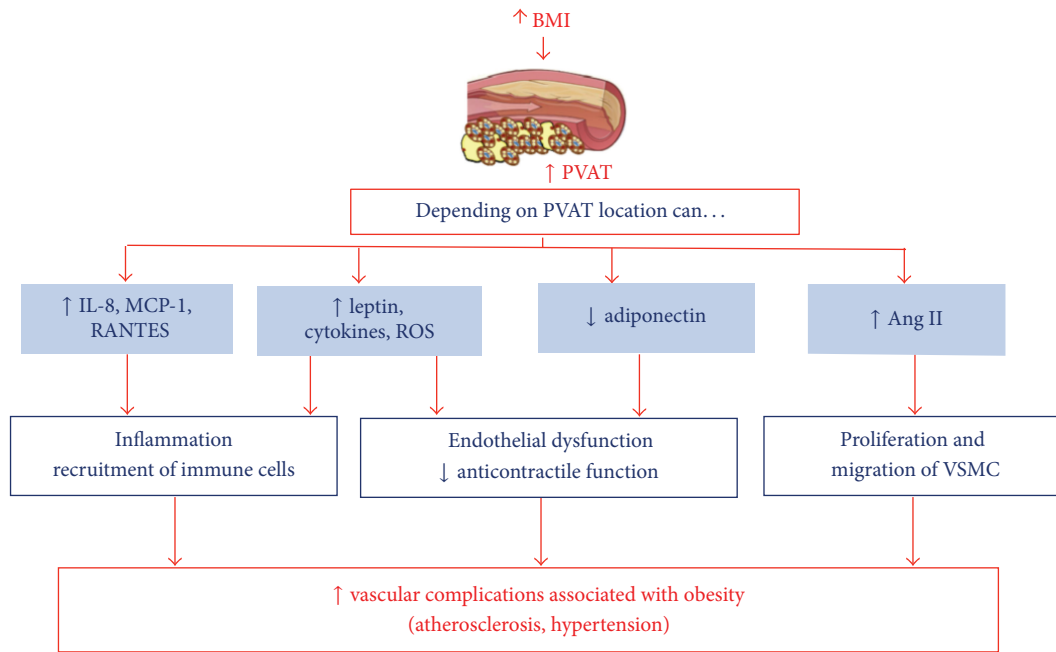 ↑ BMI
↑ PVAT
Depending on PVAT location can...
↑ IL-8, MCP-1,
RANTES
↑ leptin,
cytokines, ROS
↓ adiponectin
↑ Ang II
Inflammation
recruitment of immune cells
Endothelial dysfunction
↓ anticontractile function
Proliferation and
migration of VSMC
↑ vascular complications associated with obesity
(atherosclerosis, hypertension)